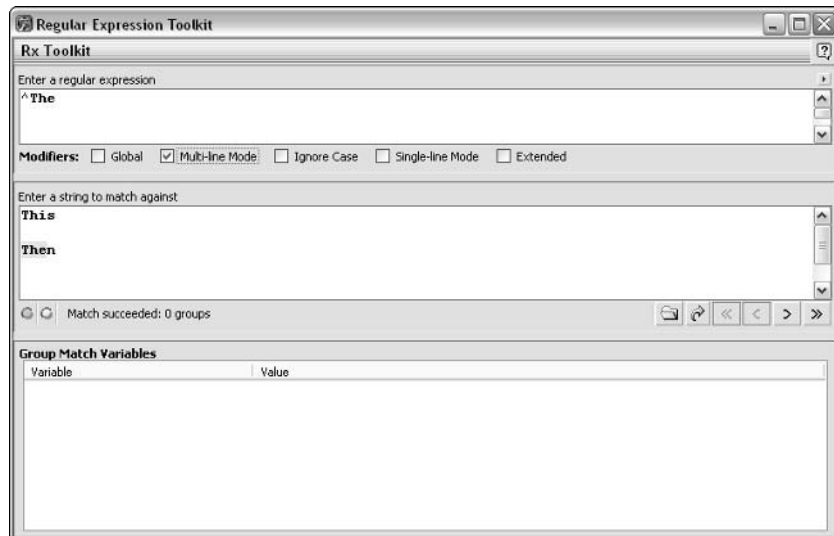 Regular Expression Toolkit
Rx Toolkit
Enter a regular expression
^The
Modifiers: Global Multi-line Mode Ignore Case Single-line Mode Extended
Enter a string to match against
This
Then
Match succeeded: 0 groups
Group Match Variables
Variable Value